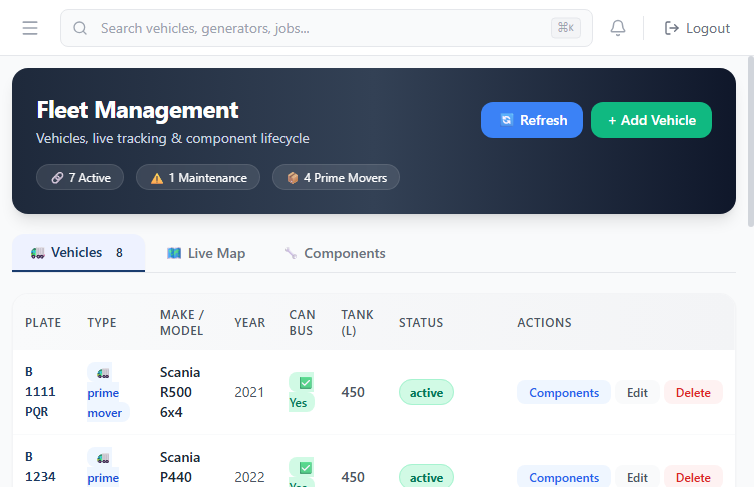 Search vehicles, generators, jobs...
⌘K
Logout
Fleet Management
Vehicles, live tracking & component lifecycle
Refresh
+ Add Vehicle
7 Active
1 Maintenance
4 Prime Movers
Vehicles 8
Live Map
Components
PLATE
TYPE
MAKE /
MODEL
YEAR
CAN
BUS
TANK
(L)
STATUS
ACTIONS
B
1111
PQR
prime
mover
Scania
R500
6x4
2021
Yes
450
active
Components
Edit
Delete
B
1234
prime
Scania
P440
2022
Yes
450
active
Components
Edit
Delete